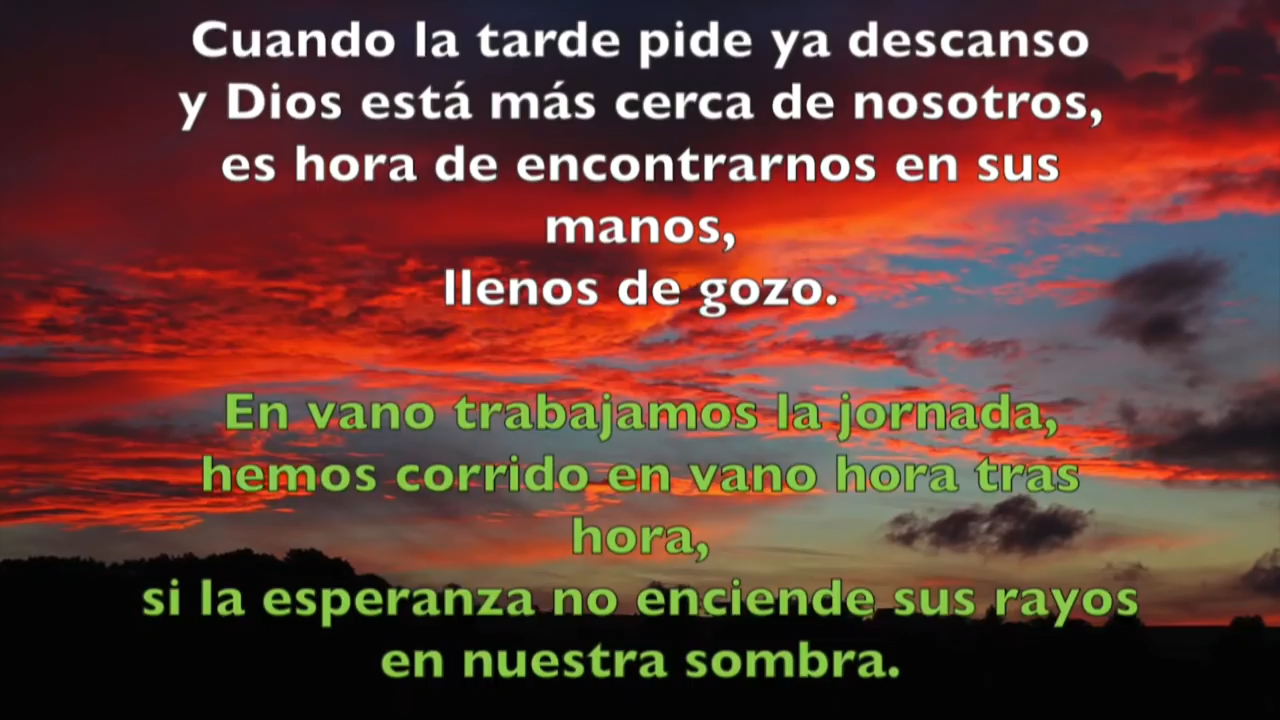 Cuando la tarde pide ya descanso
y Dios está más cerca de nosotros,
es hora de encontrarnos en sus
manos,
llenos de gozo.
En vano trabajamos la jornada,
hemos corrido en vano hora tras
hora,
si la esperanza no enciende sus rayos
en nuestra sombra.